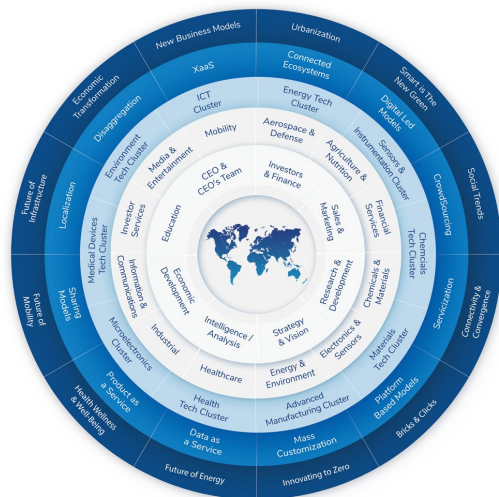 Urbanization
Smart is The
New Green
Social Trends
Connectivity &
Convergence
Bricks & Clicks
Innovating to Zero
Future of Energy
Health Wellness
& Well-Being
Future of
Mobility
Future of
Infrastructure
Economic
Transformation
New Business Models
Connected
Ecosystems
Digital Led
Models
CrowdSourcing
Servicization
Platform
Based Models
Mass
Customization
Data as
a Service
Product as
a Service
Sharing
Models
Localization
Disaggregation
XaaS
Energy Tech
Cluster
Sensors &
Instrumentation Cluster
Chemcials
Tech Cluster
Materials
Tech Cluster
Advanced
Manufacturing Cluster
Health
Tech Cluster
Microelectronics
Cluster
Medical Devices
Tech Cluster
Environment
Tech Cluster
ICT
Cluster
Aerospace &
Defense
Agriculture &
Nutrition
Financial
Services
Chemicals &
Materials
Electronics &
Sensors
Energy &
Environment
Healthcare
Industrial
Information &
Communications
Investor
Services
Media &
Entertainment
Mobility
Investors
& Finance
Sales &
Marketing
Research &
Development
Strategy
& Vision
Intelligence /
Analysis
Economic
Development
Education
CEO &
CEO's Team